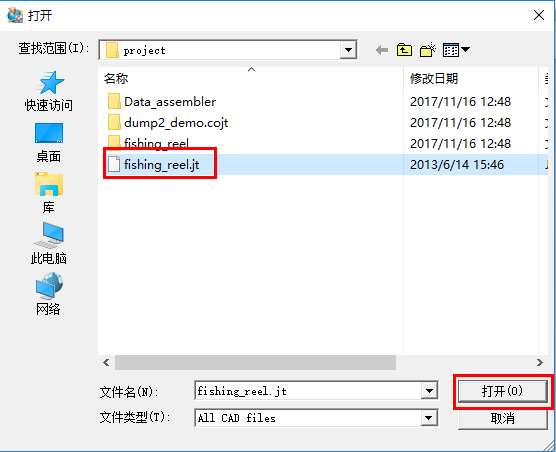 打开
查找范围(I):
project
名称
修改日期
Data_assembler
2017/11/16 12:48
dump2_demo.cojt
2017/11/16 12:48
fishing_reel
2017/11/16 12:48
fishing_reel.jt
2013/6/14 15:46
快速访问
桌面
库
此电脑
网络
文件名(N):
fishing_reel.jt
打开(O)
文件类型(T):
All CAD files
取消